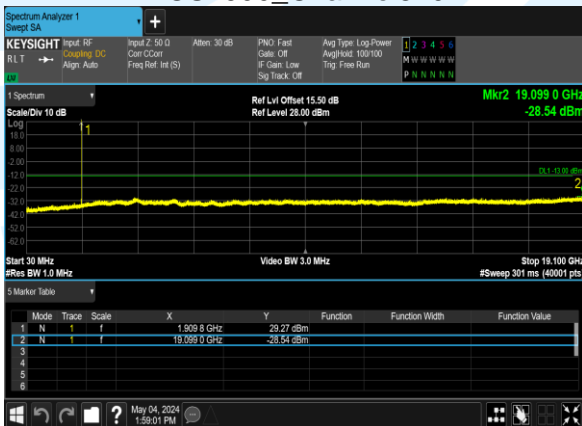 Spectrum Analyzer 1
Swept SA
KEYSIGHT
RLT
LW
Input: RF
Coupling: DC
Align: Auto
Input Z: 50 Ω
Corr CCorr
Freq Ref: Int (S)
Atten: 30 dB
PNO: Fast
Gate: Off
IF Gain: Low
Sig Track: Off
Avg Type: Log-Power
Avg|Hold: 100/100
Trig: Free Run
1 2 3 4 5 6
M W W W W W
P N N N N N
1 Spectrum
Scale/Div 10 dB
Log
Ref Lvl Offset 15.50 dB
Ref Level 28.00 dBm
Mkr2 19.099 0 GHz
-28.54 dBm
18.0
8.00
-2.00
-12.0
-22.0
-32.0
-42.0
-52.0
-62.0
1
DL1 -13.00 dBm
2
Start 30 MHz
#Res BW 1.0 MHz
Video BW 3.0 MHz
Stop 19.100 GHz
#Sweep 301 ms (40001 pts
5 Marker Table
Mode Trace Scale X Y Function Function Width Function Value
1 N 1 f 1.909 8 GHz 29.27 dBm
2 N 1 f 19.099 0 GHz -28.54 dBm
3
4
5
6
May 04, 2024
1:59:01 PM